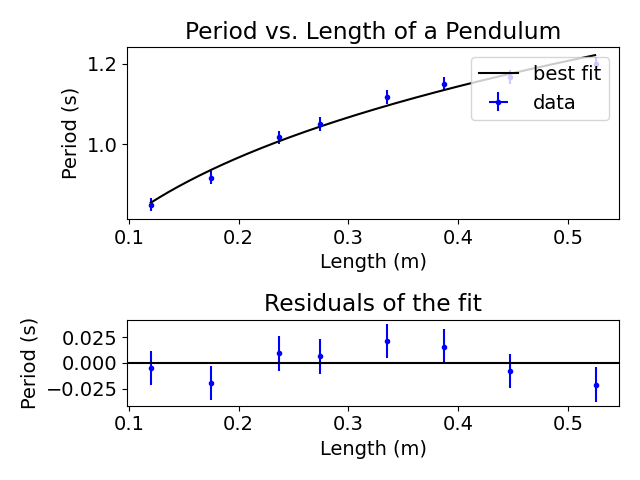 Period vs. Length of a Pendulum
Period (s)
1.2
1.0
best fit
data
0.1 0.2 0.3 0.4 0.5
Length (m)
Residuals of the fit
Period (s)
0.025
0.000
−0.025
0.1 0.2 0.3 0.4 0.5
Length (m)